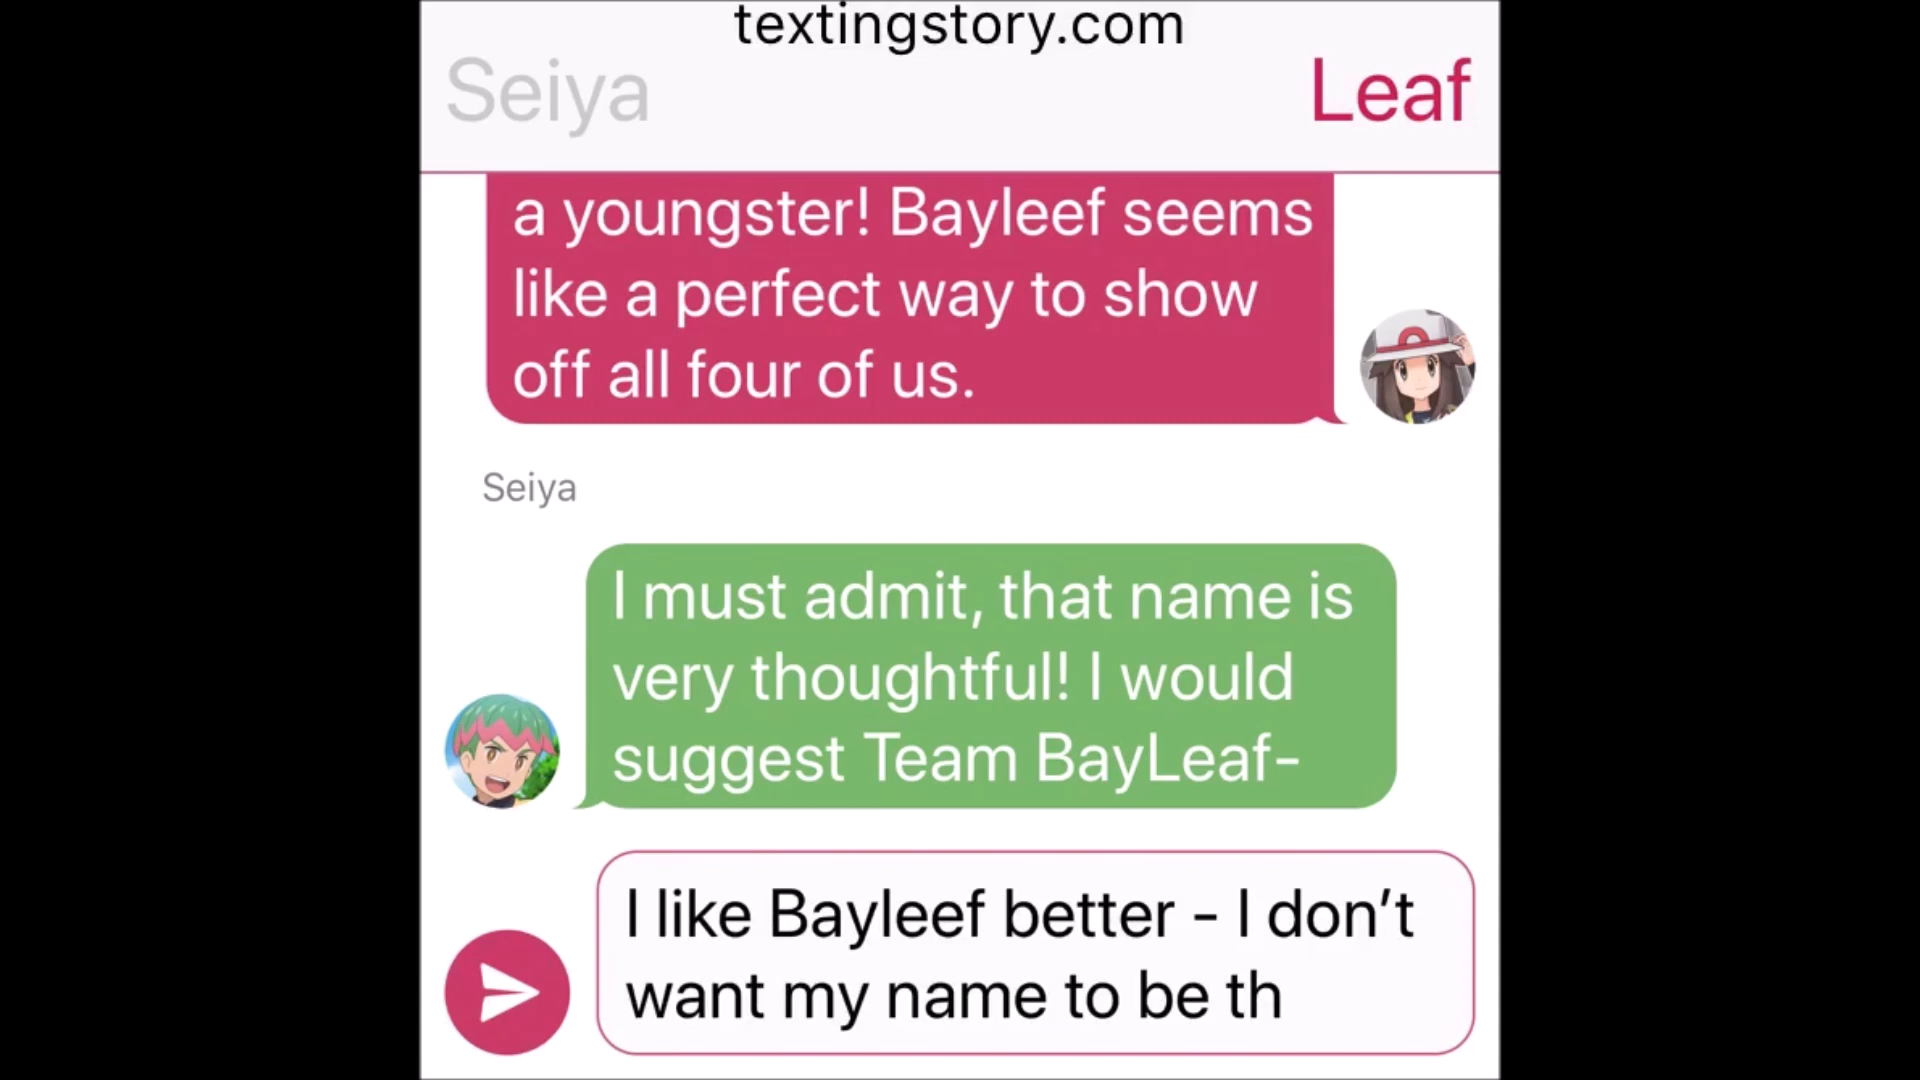 textingstory.com
Seiya
Leaf
a youngster! Bayleef seems
like a perfect way to show
off all four of us.
Seiya
I must admit, that name is
very thoughtful! I would
suggest Team BayLeaf-
I like Bayleef better - I don’t
want my name to be th